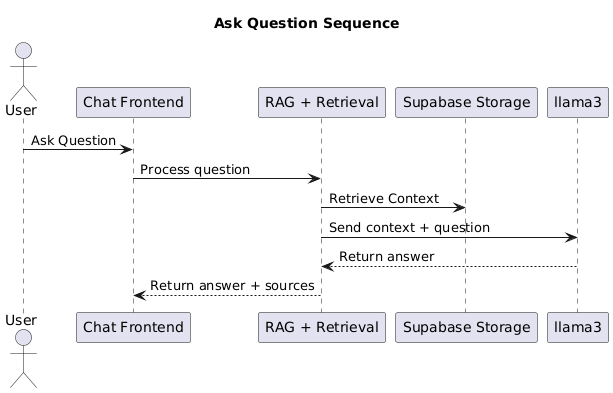 Ask Question Sequence
User
Chat Frontend
RAG + Retrieval
Supabase Storage
llama3
Ask Question
Process question
Retrieve Context
Send context + question
Return answer
Return answer + sources
User
Chat Frontend
RAG + Retrieval
Supabase Storage
llama3